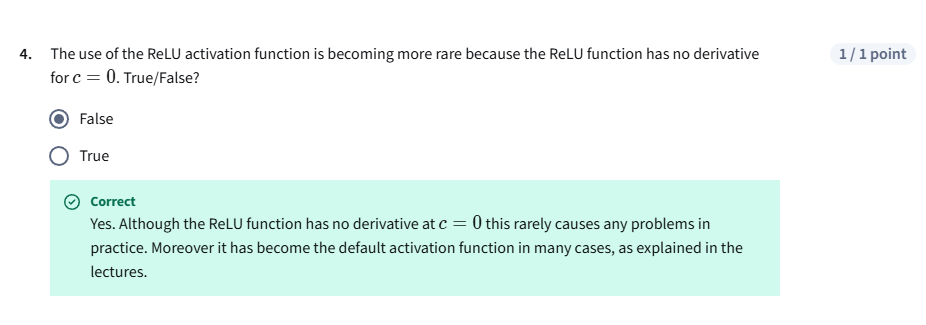 4. The use of the ReLU activation function is becoming more rare because the ReLU function has no derivative 1 / 1 point
for c = 0. True/False?
False
True
Correct
Yes. Although the ReLU function has no derivative at c = 0 this rarely causes any problems in
practice. Moreover it has become the default activation function in many cases, as explained in the
lectures.